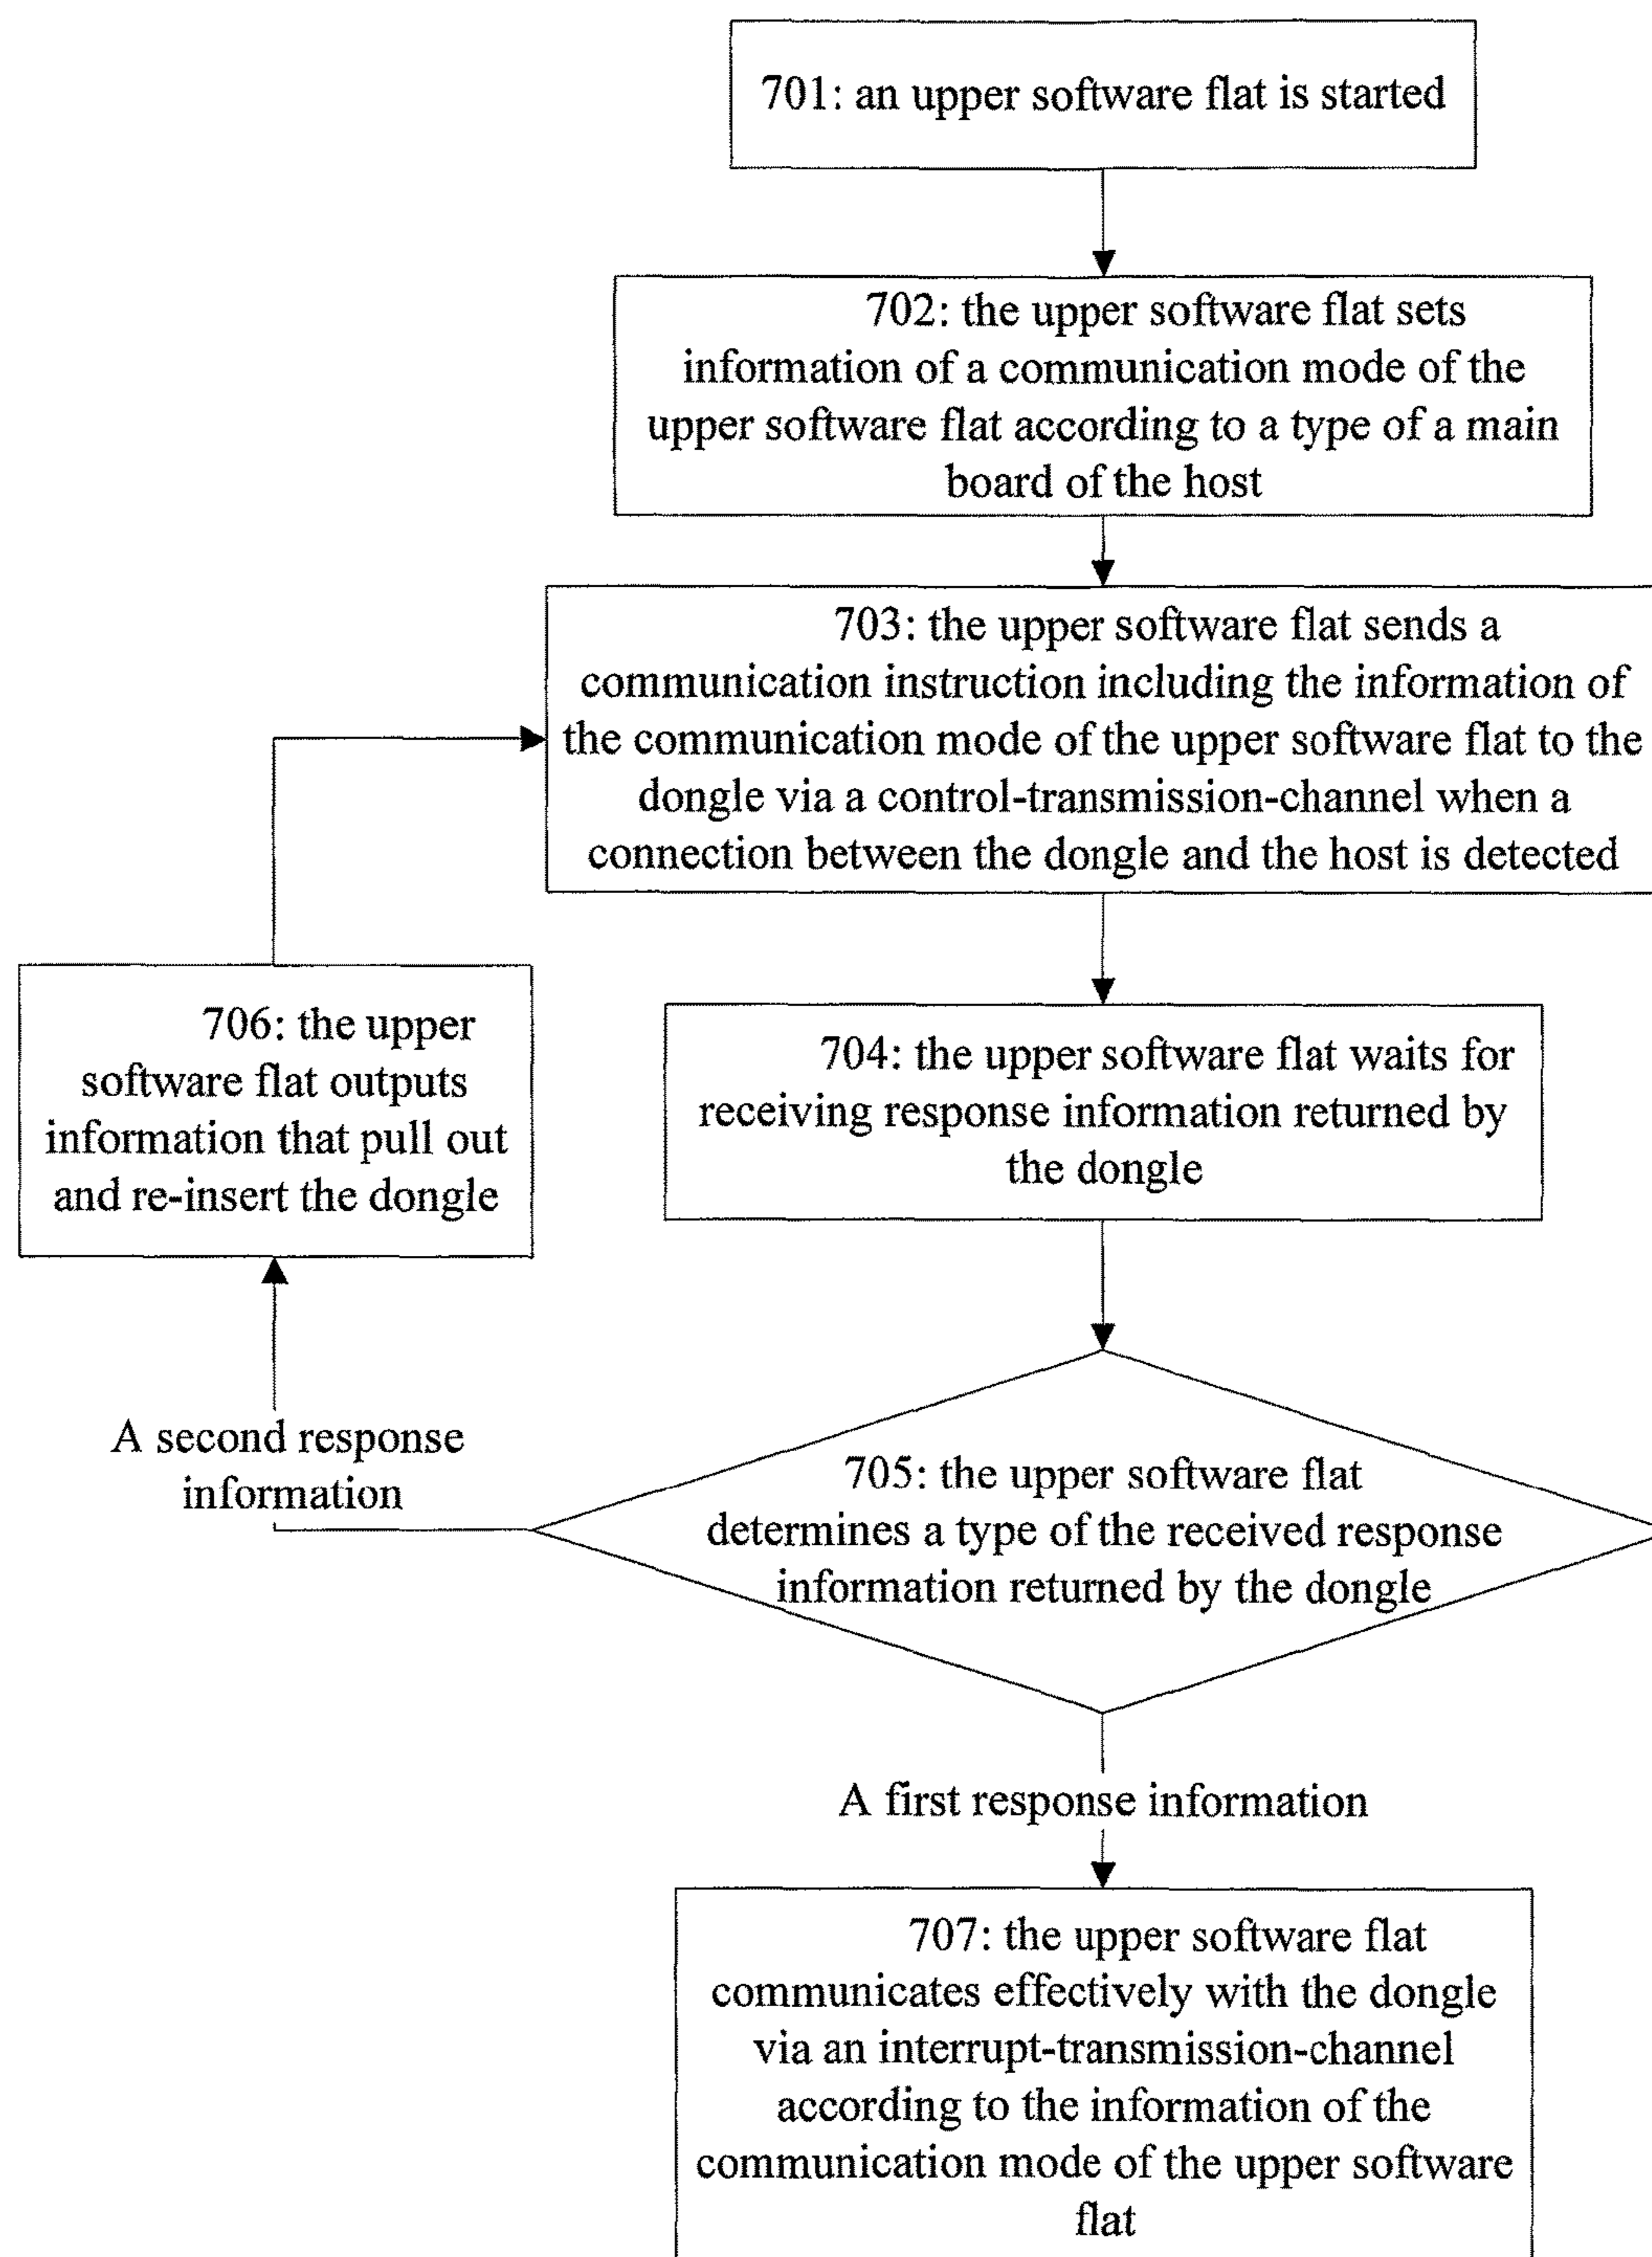 701: an upper software flat is started
702: the upper software flat sets
information of a communication mode of the
upper software flat according to a type of a main
board of the host
703: the upper software flat sends a
communication instruction including the information of
the communication mode of the upper software flat to the
dongle via a control-transmission-channel when a
connection between the dongle and the host is detected
706: the upper
software flat outputs
information that pull out
and re-insert the dongle
704: the upper software flat waits for
receiving response information returned by
the dongle
A second response
information
705: the upper software flat
determines a type of the received response
information returned by the dongle
A first response information
707: the upper software flat
communicates effectively with the dongle
via an interrupt-transmission-channel
according to the information of the
communication mode of the upper software
flat